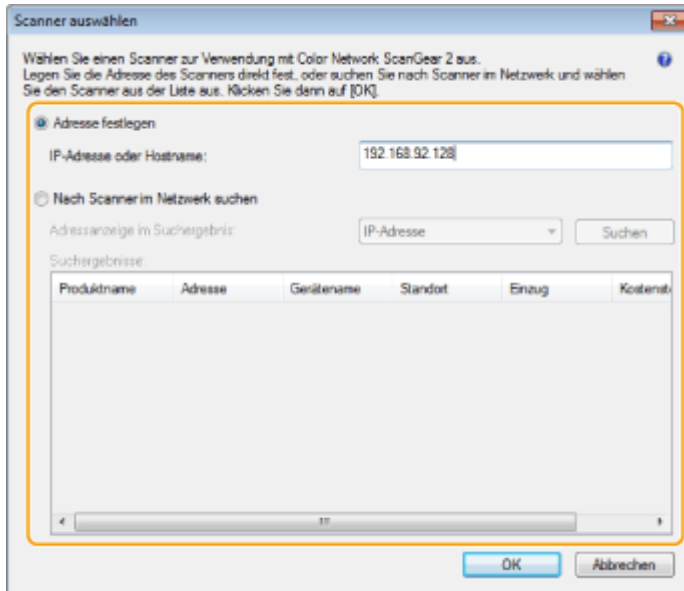 Scanner auswählen
Wählen Sie einen Scanner zur Verwendung mit Color Network ScanGear 2 aus.
Legen Sie die Adresse des Scanners direkt fest, oder suchen Sie nach Scanner im Netzwerk und wählen
Sie den Scanner aus der Liste aus. Klicken Sie dann auf [OK].
Adresse festlegen
IP-Adresse oder Hostname: 192.168.92.128
Nach Scanner im Netzwerk suchen
Adressanzeige im Suchergebnis: IP-Adresse Suchen
Suchergebnisse:
Produktname Adresse Gerätename Standort Einzug Kostenst
OK Abbrechen